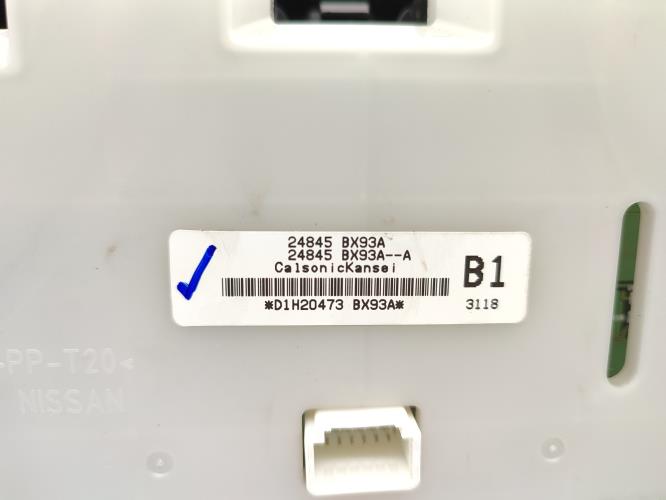 24845 BX93A
24845 BX93A--A
CalsonicKansei
*D1H20473 BX93A*
B1
3118
>PP-T20<
NISSAN